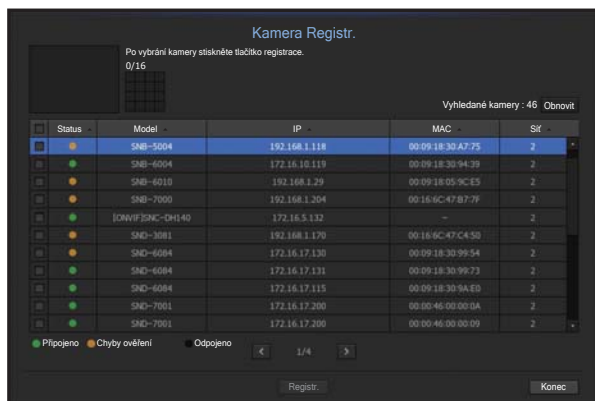 Kamera Registr.
Po vybrání kamery stiskněte tlačítko registrace.
0/16
Vyhledané kamery : 46 Obnovit
Status Model IP MAC Síť
SNB-5004 192.168.1.118 00:09:18:30:A7:75 2
SNB-6004 172.16.10.119 00:09:18:30:94:39 2
SNB-6010 192.168.1.29 00:09:18:05:9C:E5 2
SNB-7000 192.168.1.204 00:16:6C:47:B7:7F 2
[ONVIF]SNC-DH140 172.16.5.132 - 2
SND-3081 192.168.1.170 00:16:6C:47:C4:50 2
SND-6084 172.16.17.130 00:09:18:30:99:54 2
SND-6084 172.16.17.131 00:09:18:30:99:73 2
SND-6084 172.16.17.115 00:09:18:30:9A:E0 2
SND-7001 172.16.17.200 00:00:46:00:00:0A 2
SND-7001 172.16.17.200 00:00:46:00:00:09 2
Připojeno Chyby ověření Odpojeno
< 1/4 >
Registr. Konec